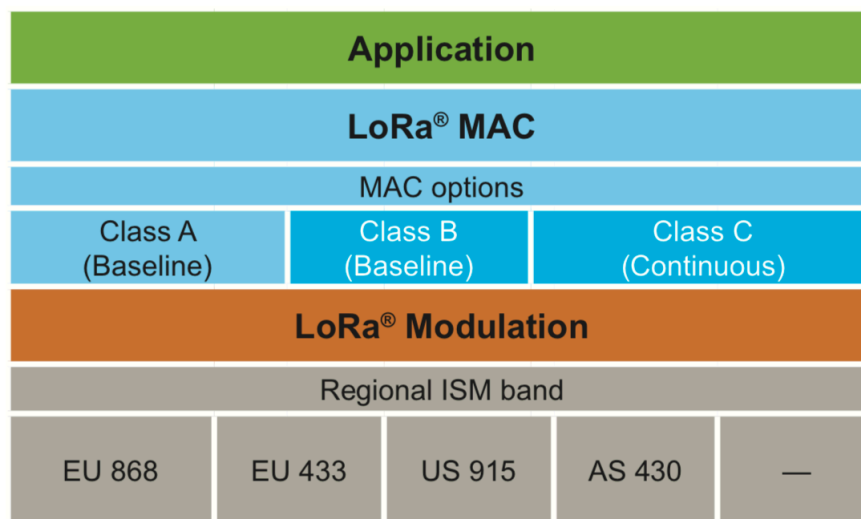 Application
LoRa® MAC
MAC options
Class A
(Baseline)
Class B
(Baseline)
Class C
(Continuous)
LoRa® Modulation
Regional ISM band
EU 868
EU 433
US 915
AS 430
—